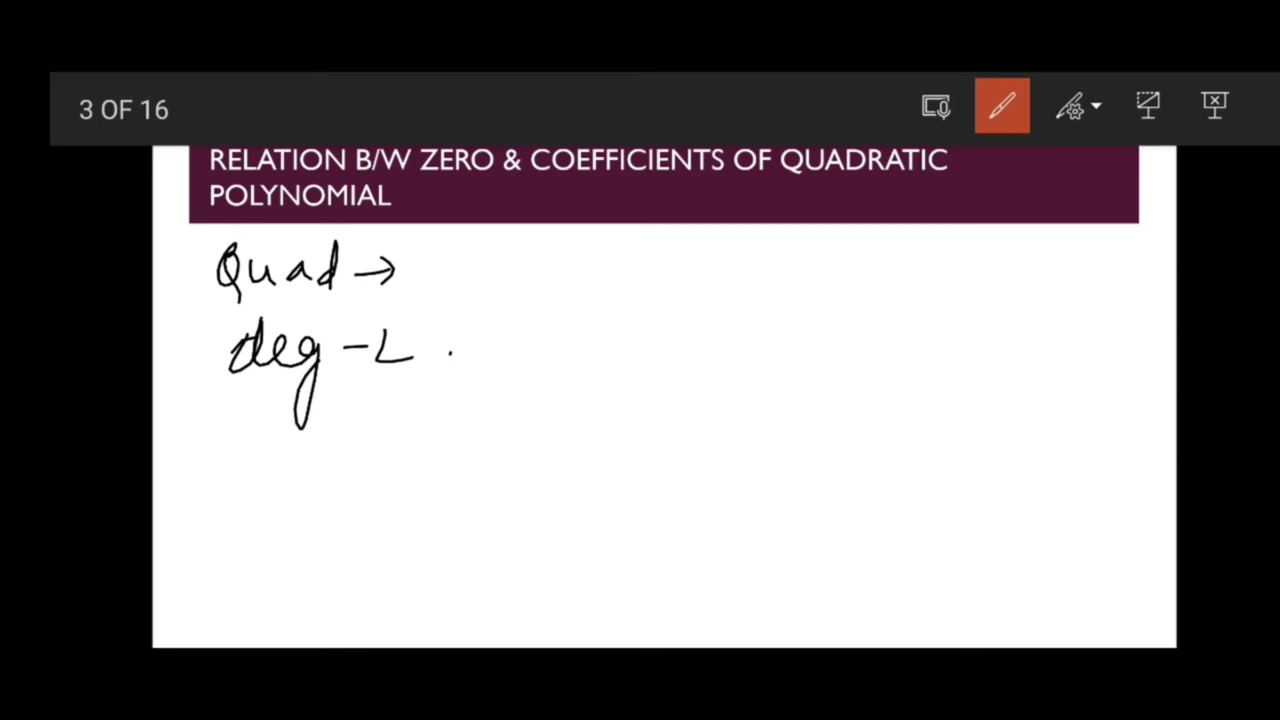 3 OF 16
RELATION B/W ZERO & COEFFICIENTS OF QUADRATIC
POLYNOMIAL
Quad →
deg - 2 .